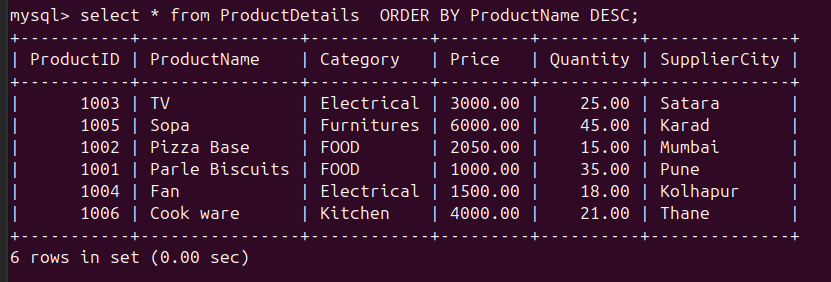 mysql> select * from ProductDetails  ORDER BY ProductName DESC;
+-----------+----------------+------------+---------+----------+--------------+
| ProductID | ProductName    | Category   | Price   | Quantity | SupplierCity |
+-----------+----------------+------------+---------+----------+--------------+
|      1003 | TV             | Electrical | 3000.00 |    25.00 | Satara       |
|      1005 | Sopa           | Furnitures | 6000.00 |    45.00 | Karad        |
|      1002 | Pizza Base     | FOOD       | 2050.00 |    15.00 | Mumbai       |
|      1001 | Parle Biscuits | FOOD       | 1000.00 |    35.00 | Pune         |
|      1004 | Fan            | Electrical | 1500.00 |    18.00 | Kolhapur     |
|      1006 | Cook ware      | Kitchen    | 4000.00 |    21.00 | Thane        |
+-----------+----------------+------------+---------+----------+--------------+
6 rows in set (0.00 sec)